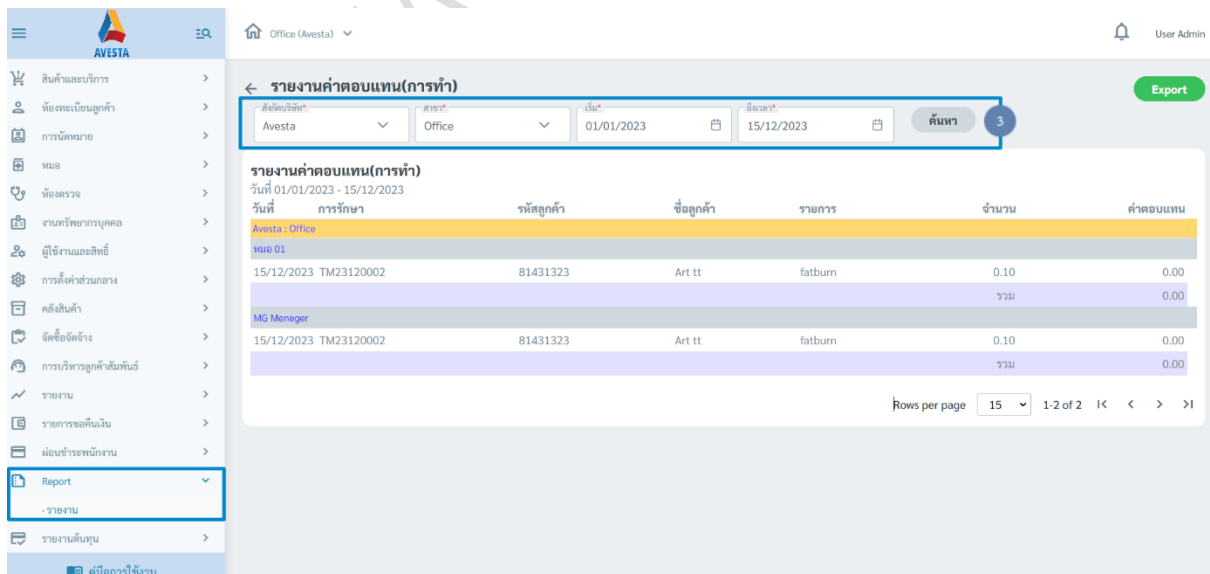 AVESTA
Office (Avesta)
User Admin
สินค้าและบริการ
ห้องทะเบียนลูกค้า
การนัดหมาย
หมอ
ห้องตรวจ
งานทรัพยากรบุคคล
ผู้ใช้งานและสิทธิ์
การตั้งค่าส่วนกลาง
คลังสินค้า
จัดซื้อจัดจ้าง
การบริหารลูกค้าสัมพันธ์
รายงาน
รายการขอคืนเงิน
ผ่อนชำระพนักงาน
Report
- รายงาน
รายงานต้นทุน
คู่มือการใช้งาน
รายงานค่าตอบแทน(การทำ)
Export
สังกัดบริษัท* สาขา* เริ่ม* ถึงเวลา*
Avesta Office 01/01/2023 15/12/2023 ค้นหา 3
รายงานค่าตอบแทน(การทำ)
วันที่ 01/01/2023 - 15/12/2023
วันที่ การรักษา รหัสลูกค้า ชื่อลูกค้า รายการ จำนวน ค่าตอบแทน
Avesta : Office
หมอ 01
15/12/2023 TM23120002 81431323 Art tt fatburn 0.10 0.00
รวม 0.00
MG Meneger
15/12/2023 TM23120002 81431323 Art tt fatburn 0.10 0.00
รวม 0.00
Rows per page 15 1-2 of 2